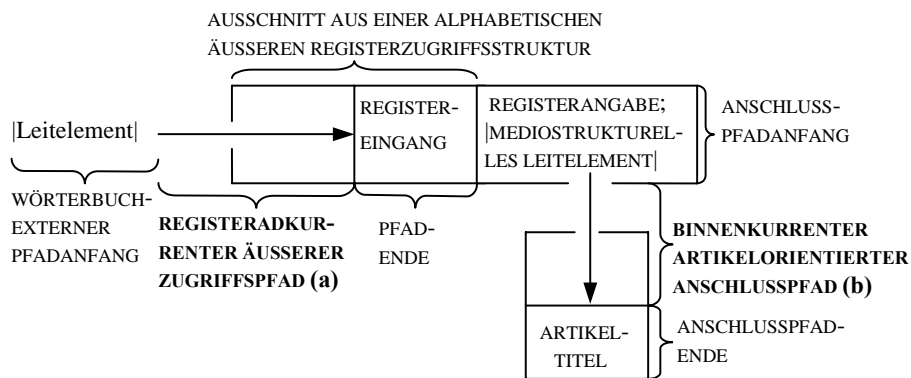 AUSSCHNITT AUS EINER ALPHABETISCHEN
ÄUSSEREN REGISTERZUGRIFFSSTRUKTUR
|Leitelement|
REGISTER-
EINGANG
REGISTERANGABE;
|MEDIOSTRUKTUREL-
LES LEITELEMENT|
ANSCHLUSS-
PFADANFANG
WÖRTERBUCH-
EXTERNER
PFADANFANG
REGISTERADKUR-
RENTER ÄUSSERER
ZUGRIFFSPFAD (a)
PFAD-
ENDE
BINNENKURRENTER
ARTIKELORIENTIERTER
ANSCHLUSSPFAD (b)
ARTIKEL-
TITEL
ANSCHLUSSPFAD-
ENDE